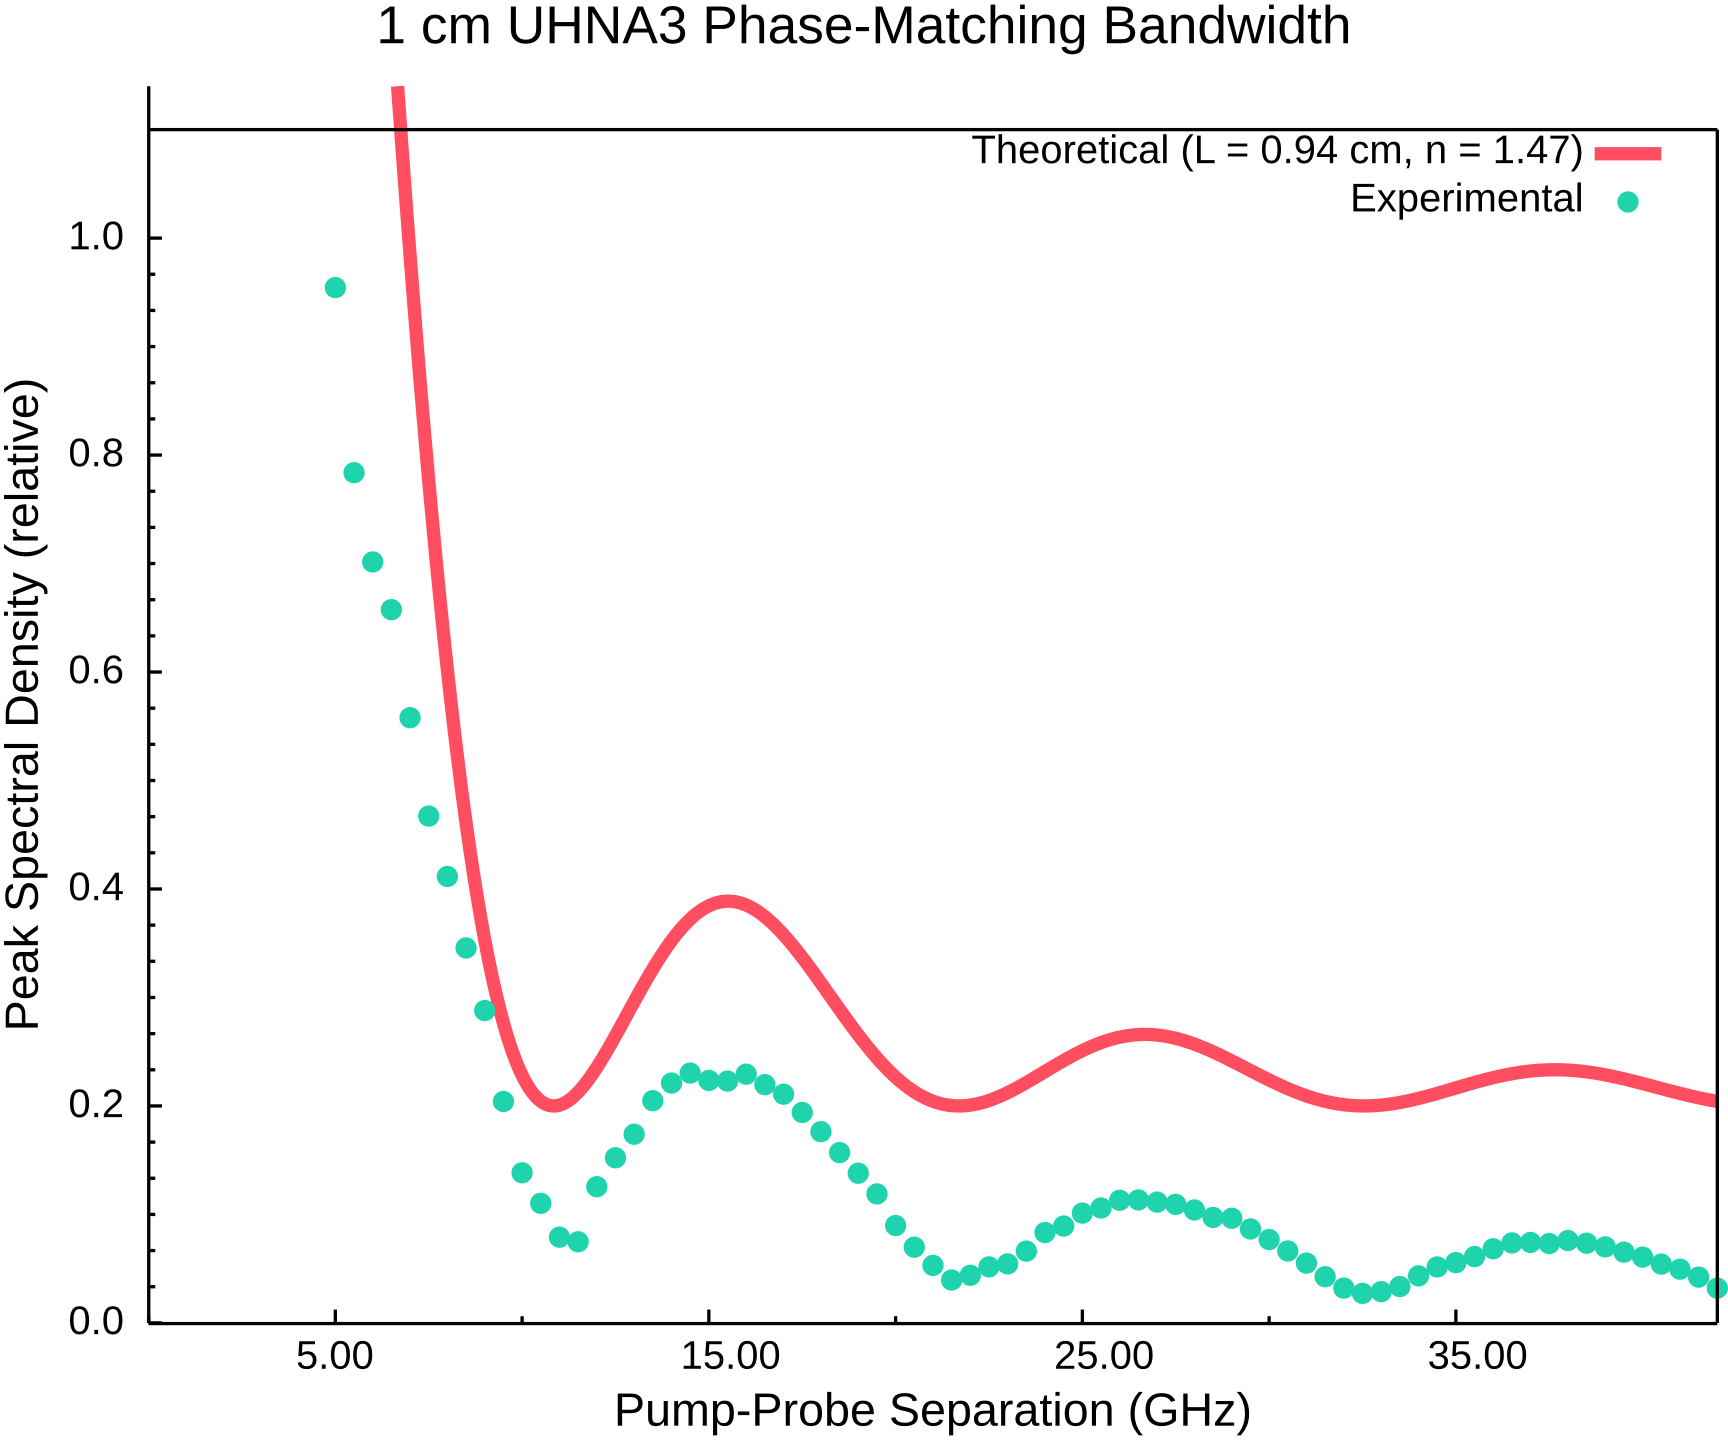 1 cm UHNA3 Phase-Matching Bandwidth
Theoretical (L = 0.94 cm, n = 1.47)
Experimental
Peak Spectral Density (relative)
1.0
0.8
0.6
0.4
0.2
0.0
5.00 15.00 25.00 35.00
Pump-Probe Separation (GHz)